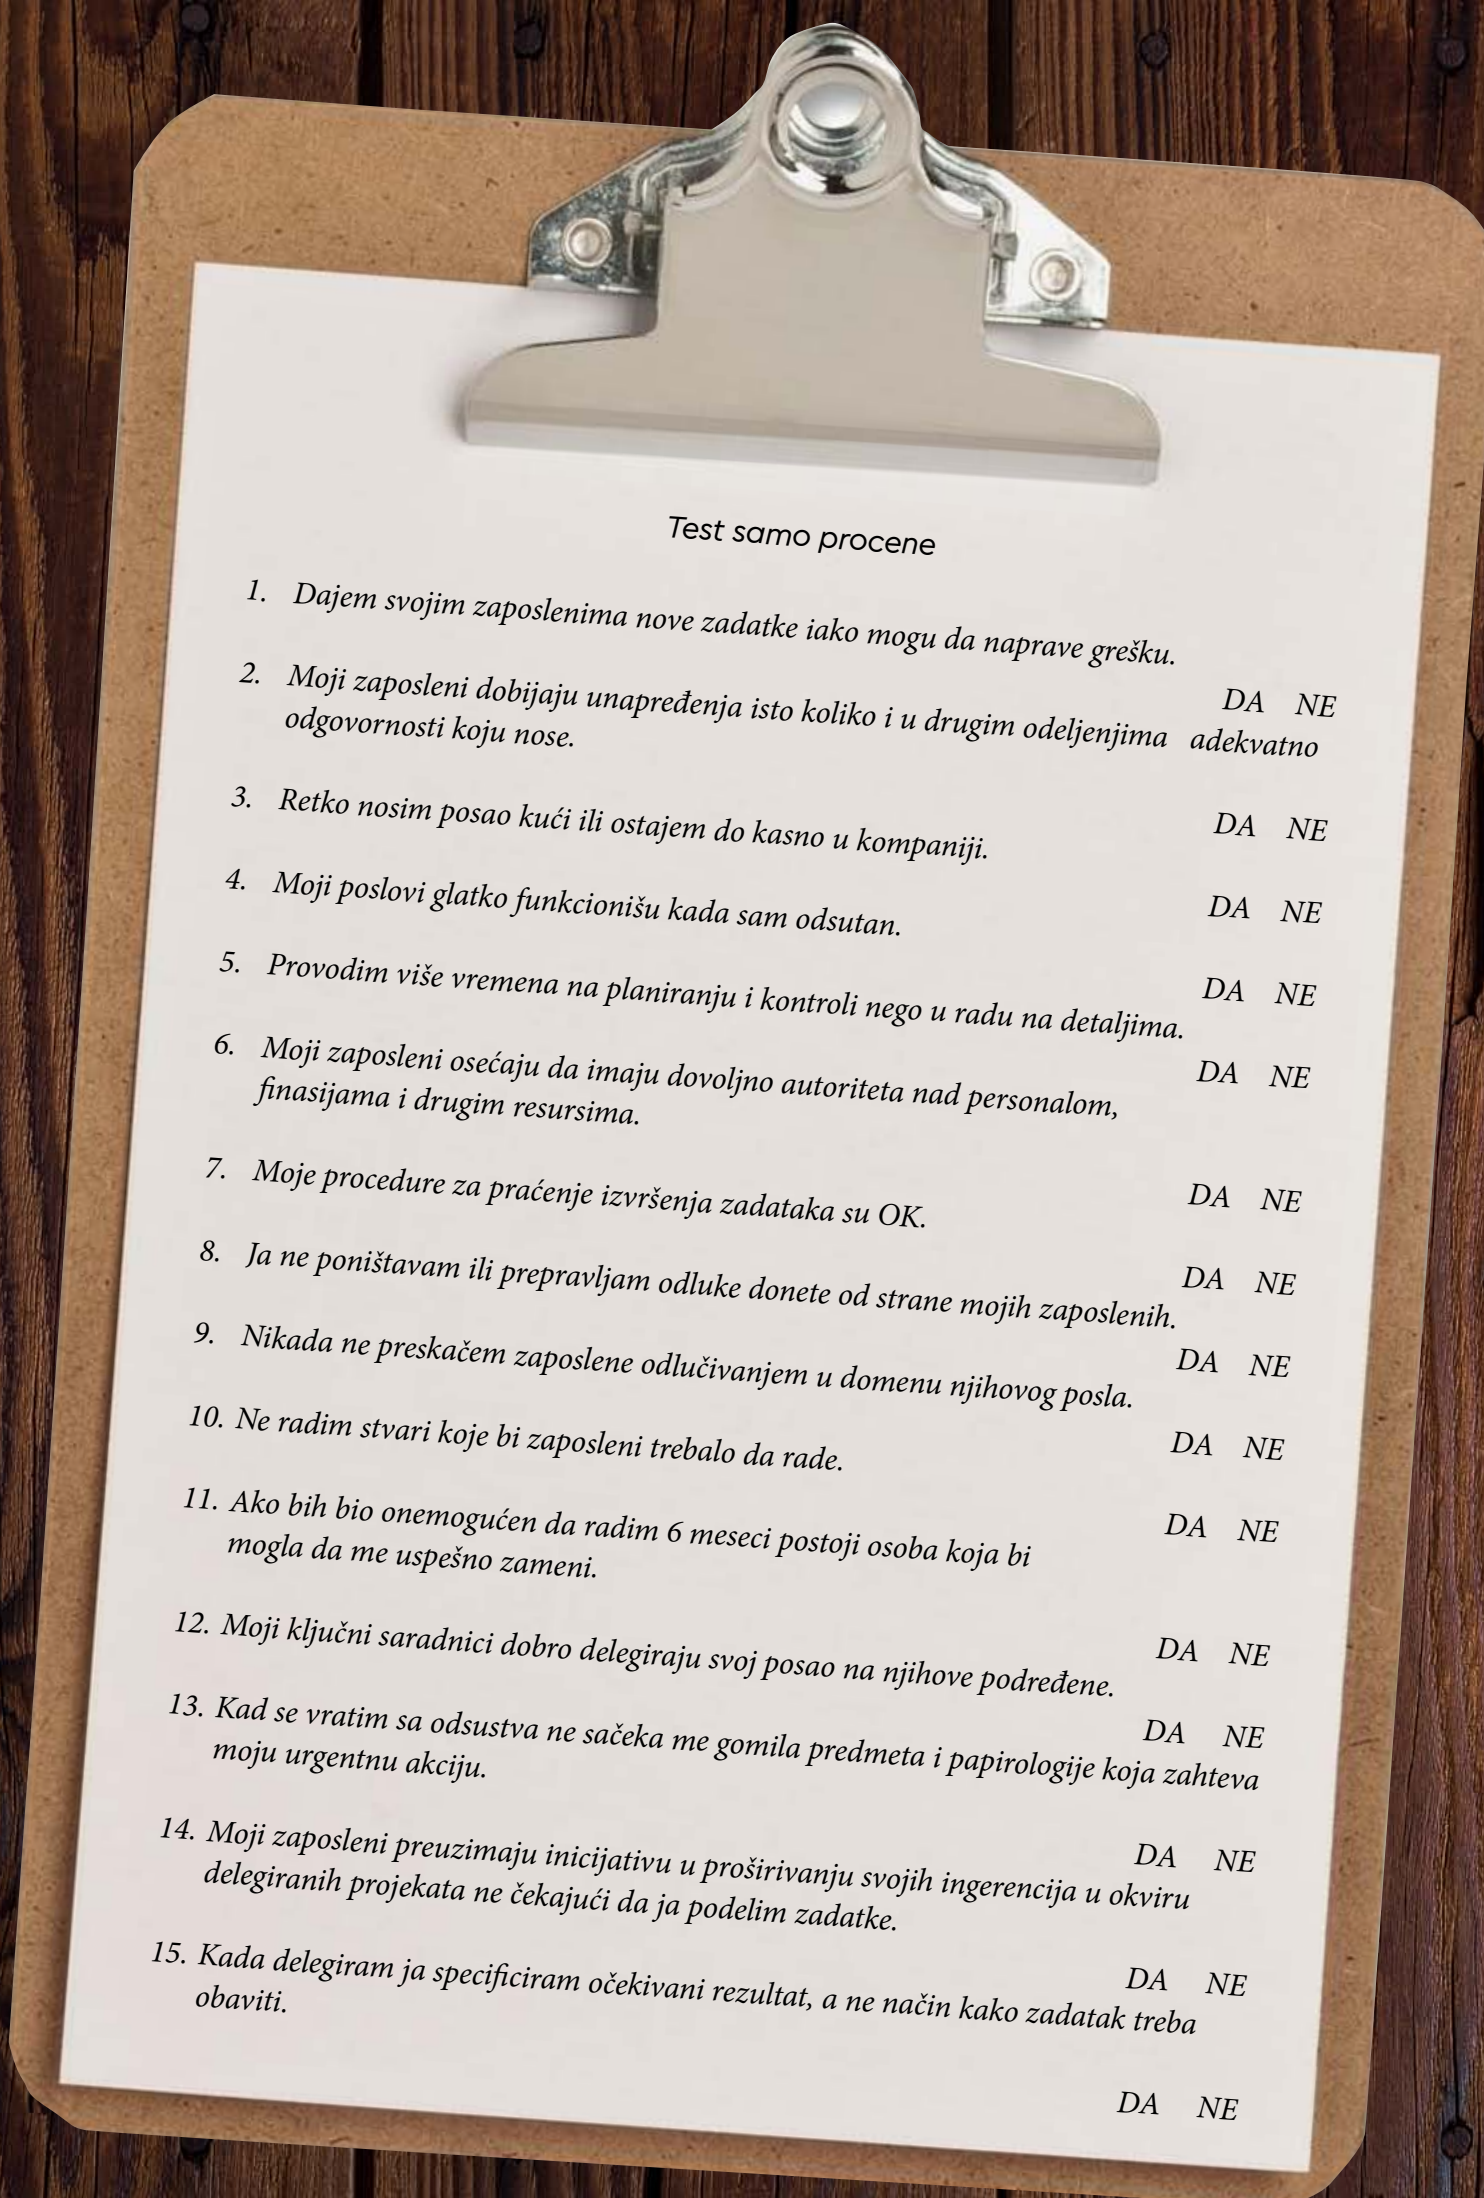 Test samo procene
1. Dajem svojim zaposlenima nove zadatke iako mogu da naprave grešku.
DA NE
2. Moji zaposleni dobijaju unapređenja isto koliko i u drugim odeljenjima adekvatno
odgovornosti koju nose.
DA NE
3. Retko nosim posao kući ili ostajem do kasno u kompaniji.
DA NE
4. Moji poslovi glatko funkcionišu kada sam odsutan.
DA NE
5. Provodim više vremena na planiranju i kontroli nego u radu na detaljima.
DA NE
6. Moji zaposleni osećaju da imaju dovoljno autoriteta nad personalom,
finasijama i drugim resursima.
DA NE
7. Moje procedure za praćenje izvršenja zadataka su OK.
DA NE
8. Ja ne poništavam ili prepravljam odluke donete od strane mojih zaposlenih.
DA NE
9. Nikada ne preskačem zaposlene odlučivanjem u domenu njihovog posla.
DA NE
10. Ne radim stvari koje bi zaposleni trebalo da rade.
DA NE
11. Ako bih bio onemogućen da radim 6 meseci postoji osoba koja bi
mogla da me uspešno zameni.
DA NE
12. Moji ključni saradnici dobro delegiraju svoj posao na njihove podređene.
DA NE
13. Kad se vratim sa odsustva ne sačeka me gomila predmeta i papirologije koja zahteva
moju urgentnu akciju.
DA NE
14. Moji zaposleni preuzimaju inicijativu u proširivanju svojih ingerencija u okviru
delegiranih projekata ne čekajući da ja podelim zadatke.
DA NE
15. Kada delegiram ja specificiram očekivani rezultat, a ne način kako zadatak treba
obaviti.
DA NE